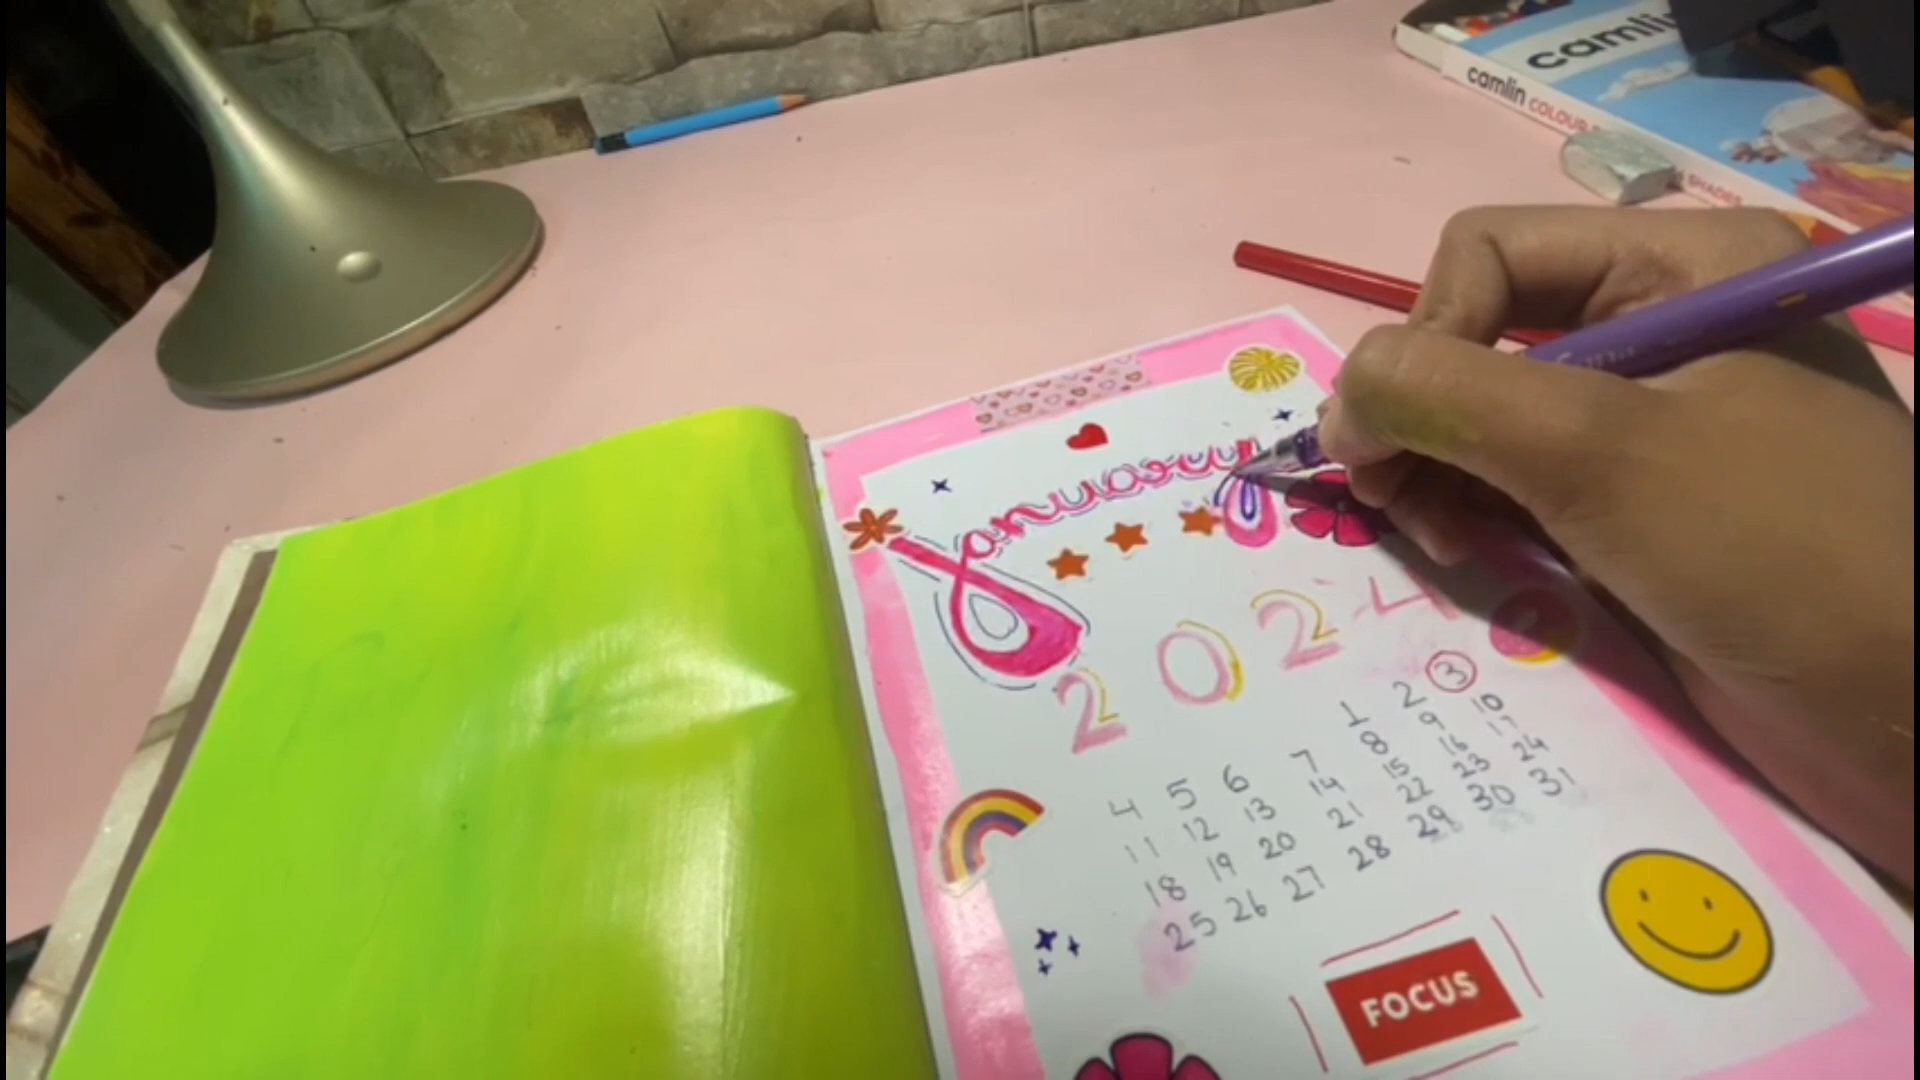 camlin
camlin COLOUR
SHADES
January
2024
1 2 3
4 5 6 7 8 9 10
11 12 13 14 15 16 17
18 19 20 21 22 23 24
25 26 27 28 29 30 31
FOCUS